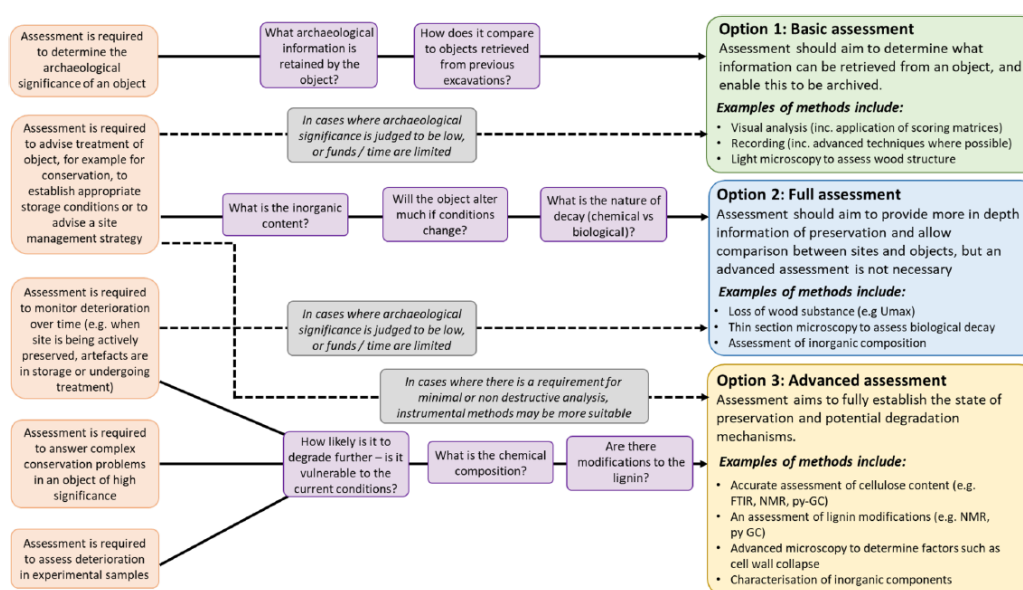 Assessment is required
to determine the
archaeological
significance of an object
What archaeological
information is
retained by the
object?
How does it compare
to objects retrieved
from previous
excavations?
Option 1: Basic assessment
Assessment should aim to determine what
information can be retrieved from an object, and
enable this to be archived.
Examples of methods include:
• Visual analysis (inc. application of scoring matrices)
• Recording (inc. advanced techniques where possible)
• Light microscopy to assess wood structure
Assessment is required
to advise treatment of
object, for example for
conservation, to
establish appropriate
storage conditions or to
advise a site
management strategy
In cases where archaeological
significance is judged to be low,
or funds / time are limited
What is the inorganic
content?
Will the object alter
much if conditions
change?
What is the nature of
decay (chemical vs
biological)?
Option 2: Full assessment
Assessment should aim to provide more in depth
information of preservation and allow
comparison between sites and objects, but an
advanced assessment is not necessary
Examples of methods include:
• Loss of wood substance (e.g Umax)
• Thin section microscopy to assess biological decay
• Assessment of inorganic composition
Assessment is required
to monitor deterioration
over time (e.g. when
site is being actively
preserved, artefacts are
in storage or undergoing
treatment)
In cases where archaeological
significance is judged to be low,
or funds / time are limited
In cases where there is a requirement for
minimal or non destructive analysis,
instrumental methods may be more suitable
Option 3: Advanced assessment
Assessment aims to fully establish the state of
preservation and potential degradation
mechanisms.
Examples of methods include:
• Accurate assessment of cellulose content (e.g.
FTIR, NMR, py-GC)
• An assessment of lignin modifications (e.g. NMR,
py GC)
• Advanced microscopy to determine factors such as
cell wall collapse
• Characterisation of inorganic components
Assessment is required
to answer complex
conservation problems
in an object of high
significance
How likely is it to
degrade further – is it
vulnerable to the
current conditions?
What is the chemical
composition?
Are there
modifications to the
lignin?
Assessment is required
to assess deterioration
in experimental samples